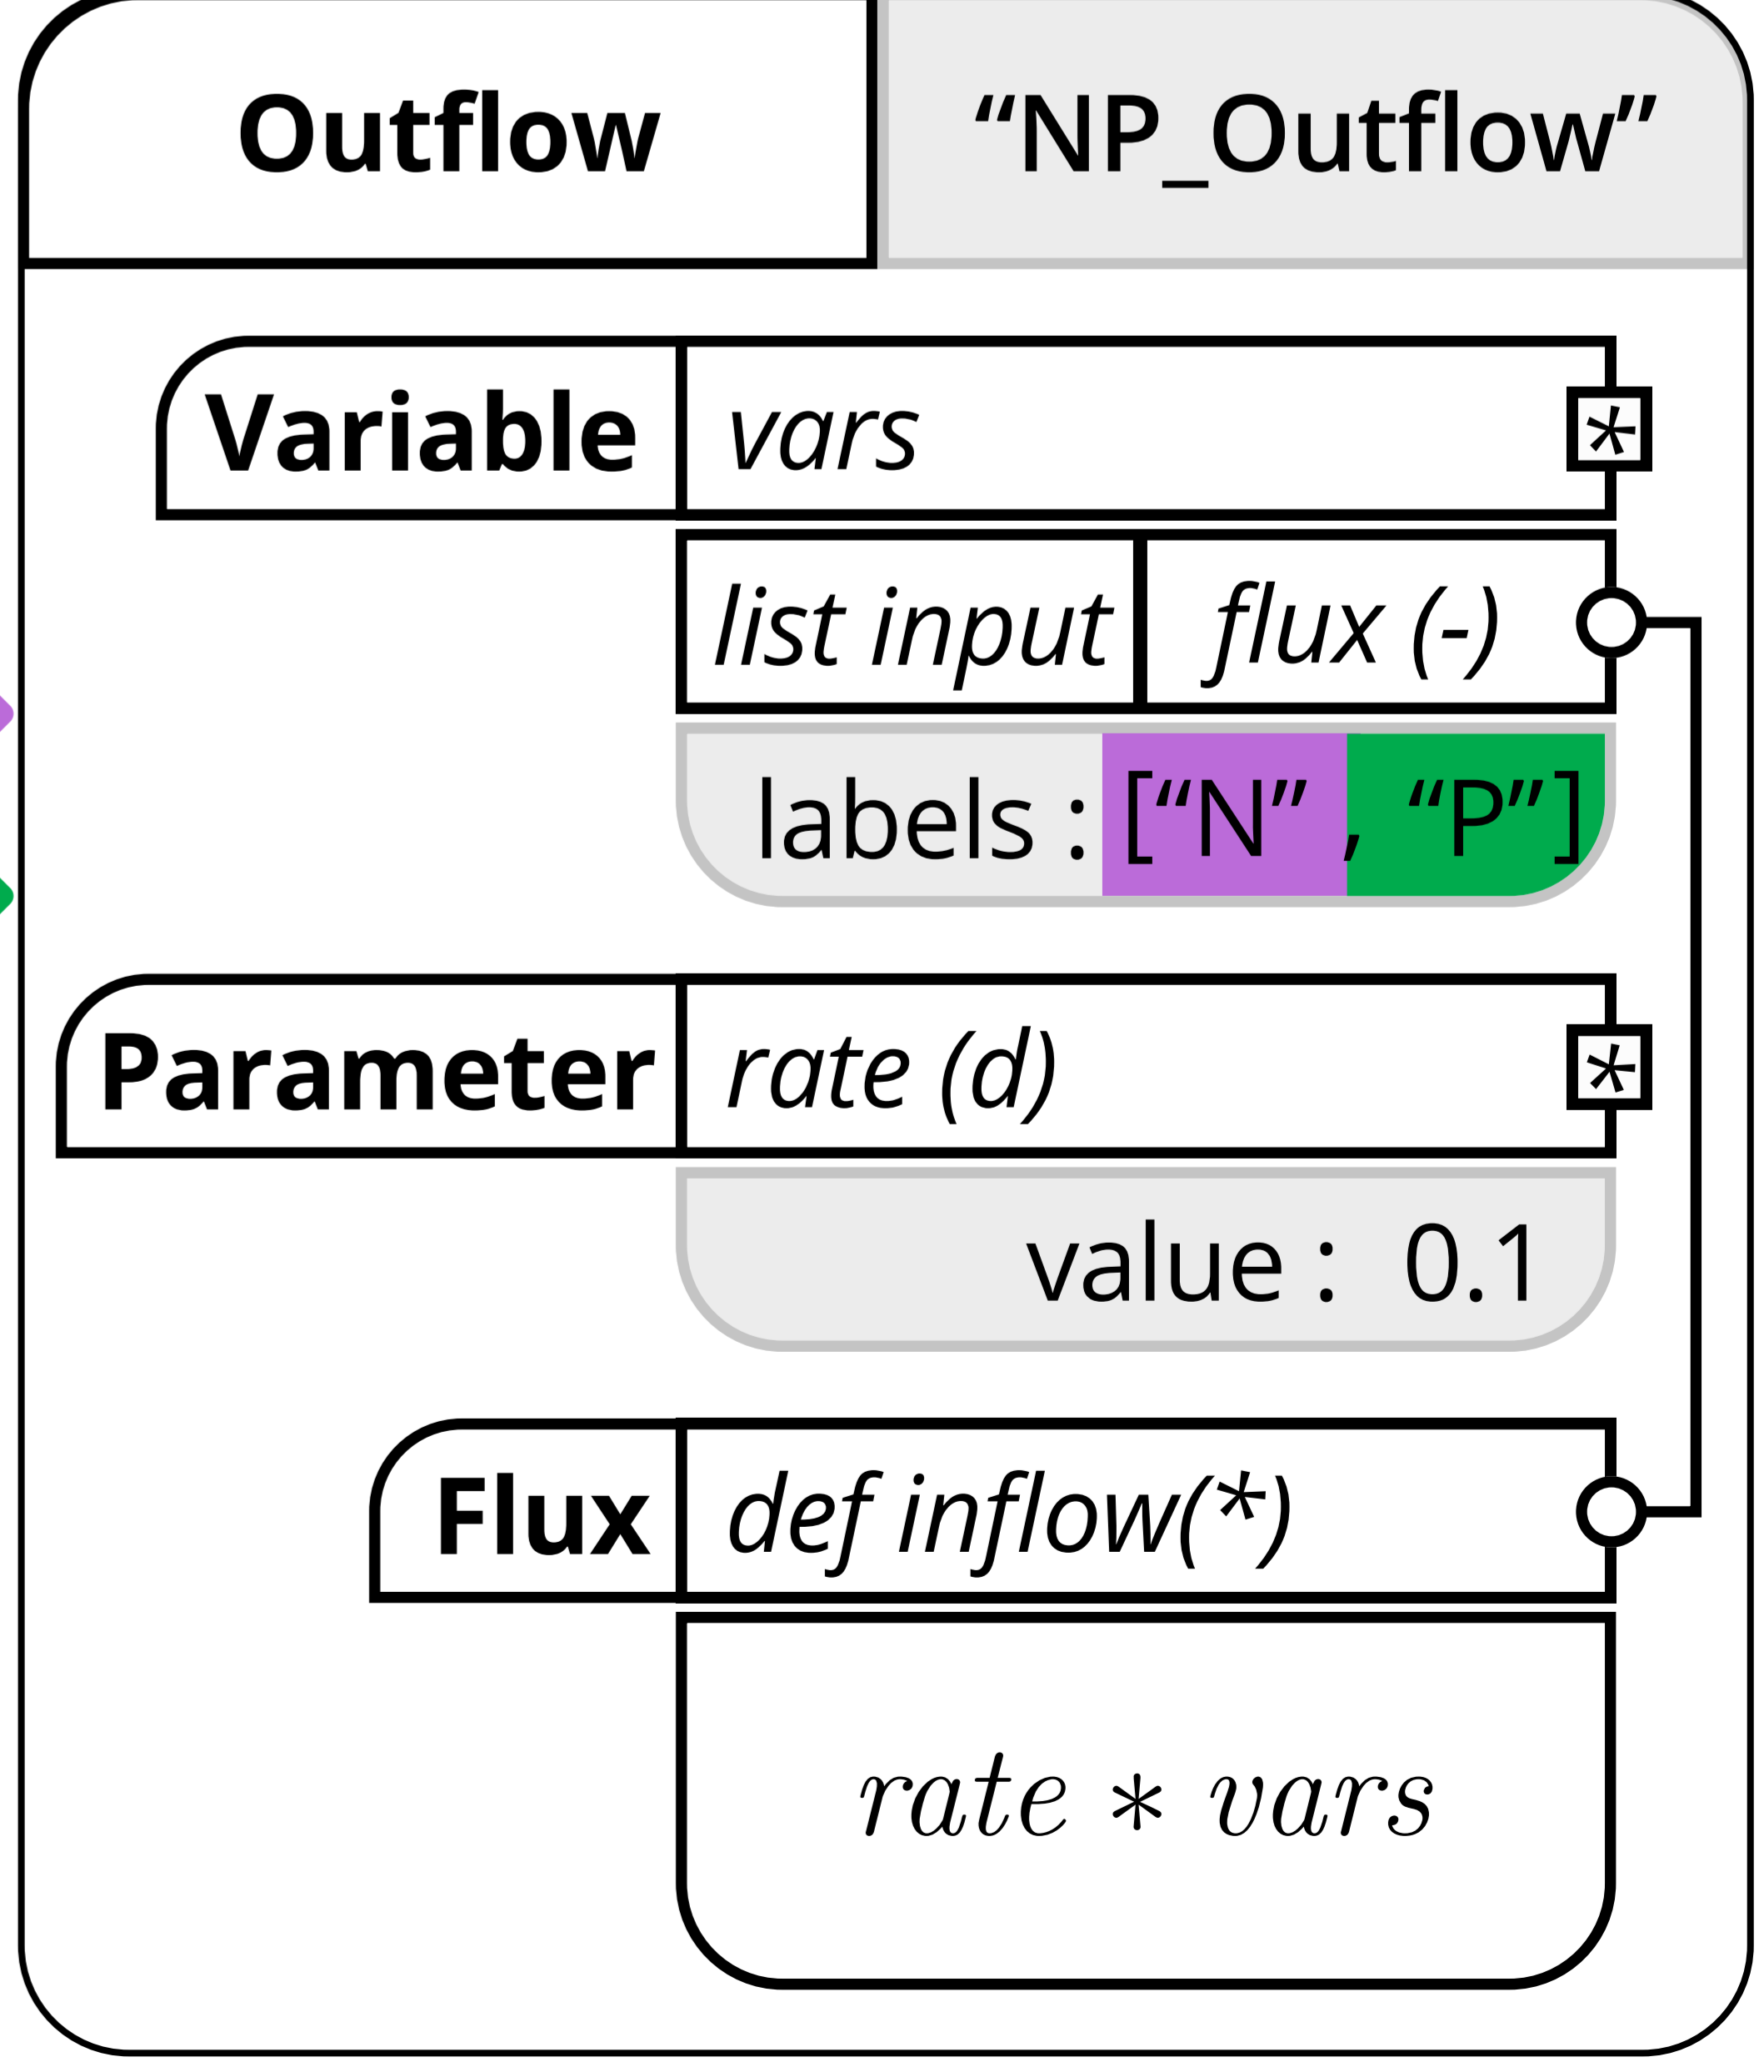 Outflow “NP_Outflow”
Variable vars *
list input flux (-)
labels : [“N” , “P”]
Parameter rate (d) *
value : 0.1
Flux def inflow(*)
rate * vars